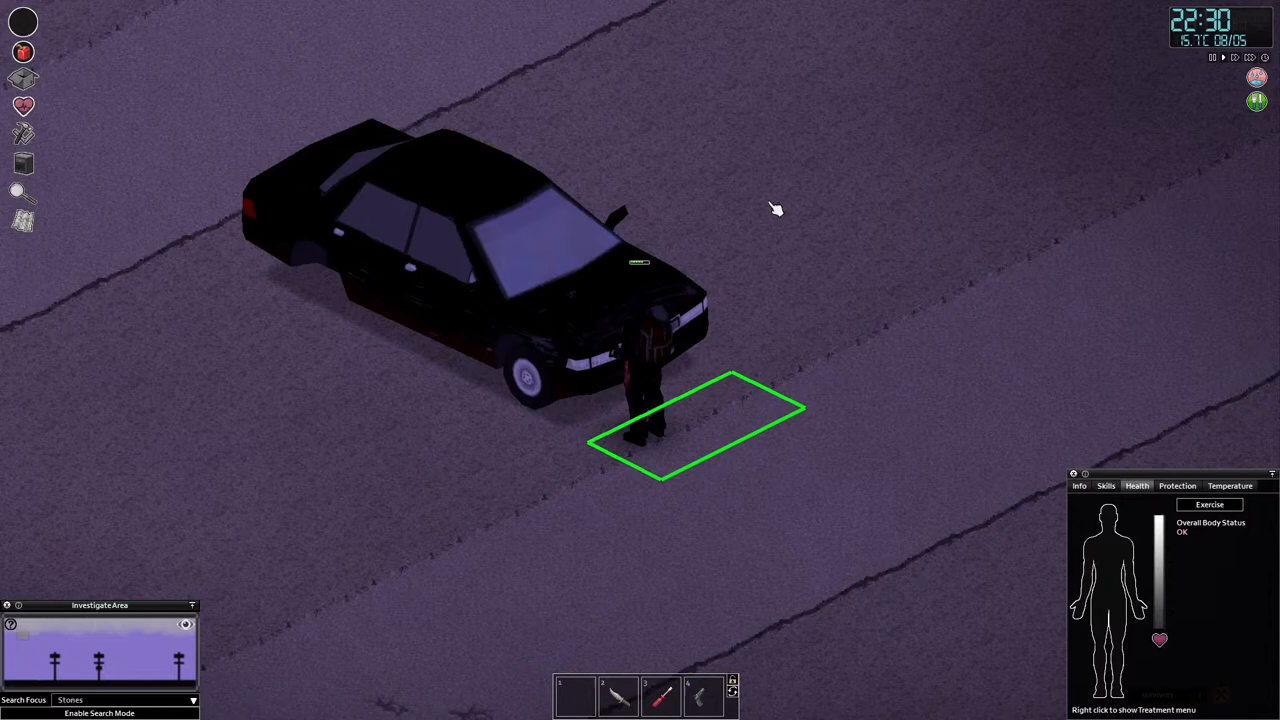 22:30
15.7°C 08/05
Info Skills Health Protection Temperature
Exercise
Overall Body Status
OK
Right click to show Treatment menu
Investigate Area
?
Search Focus Stones
Enable Search Mode
1 2 3 4